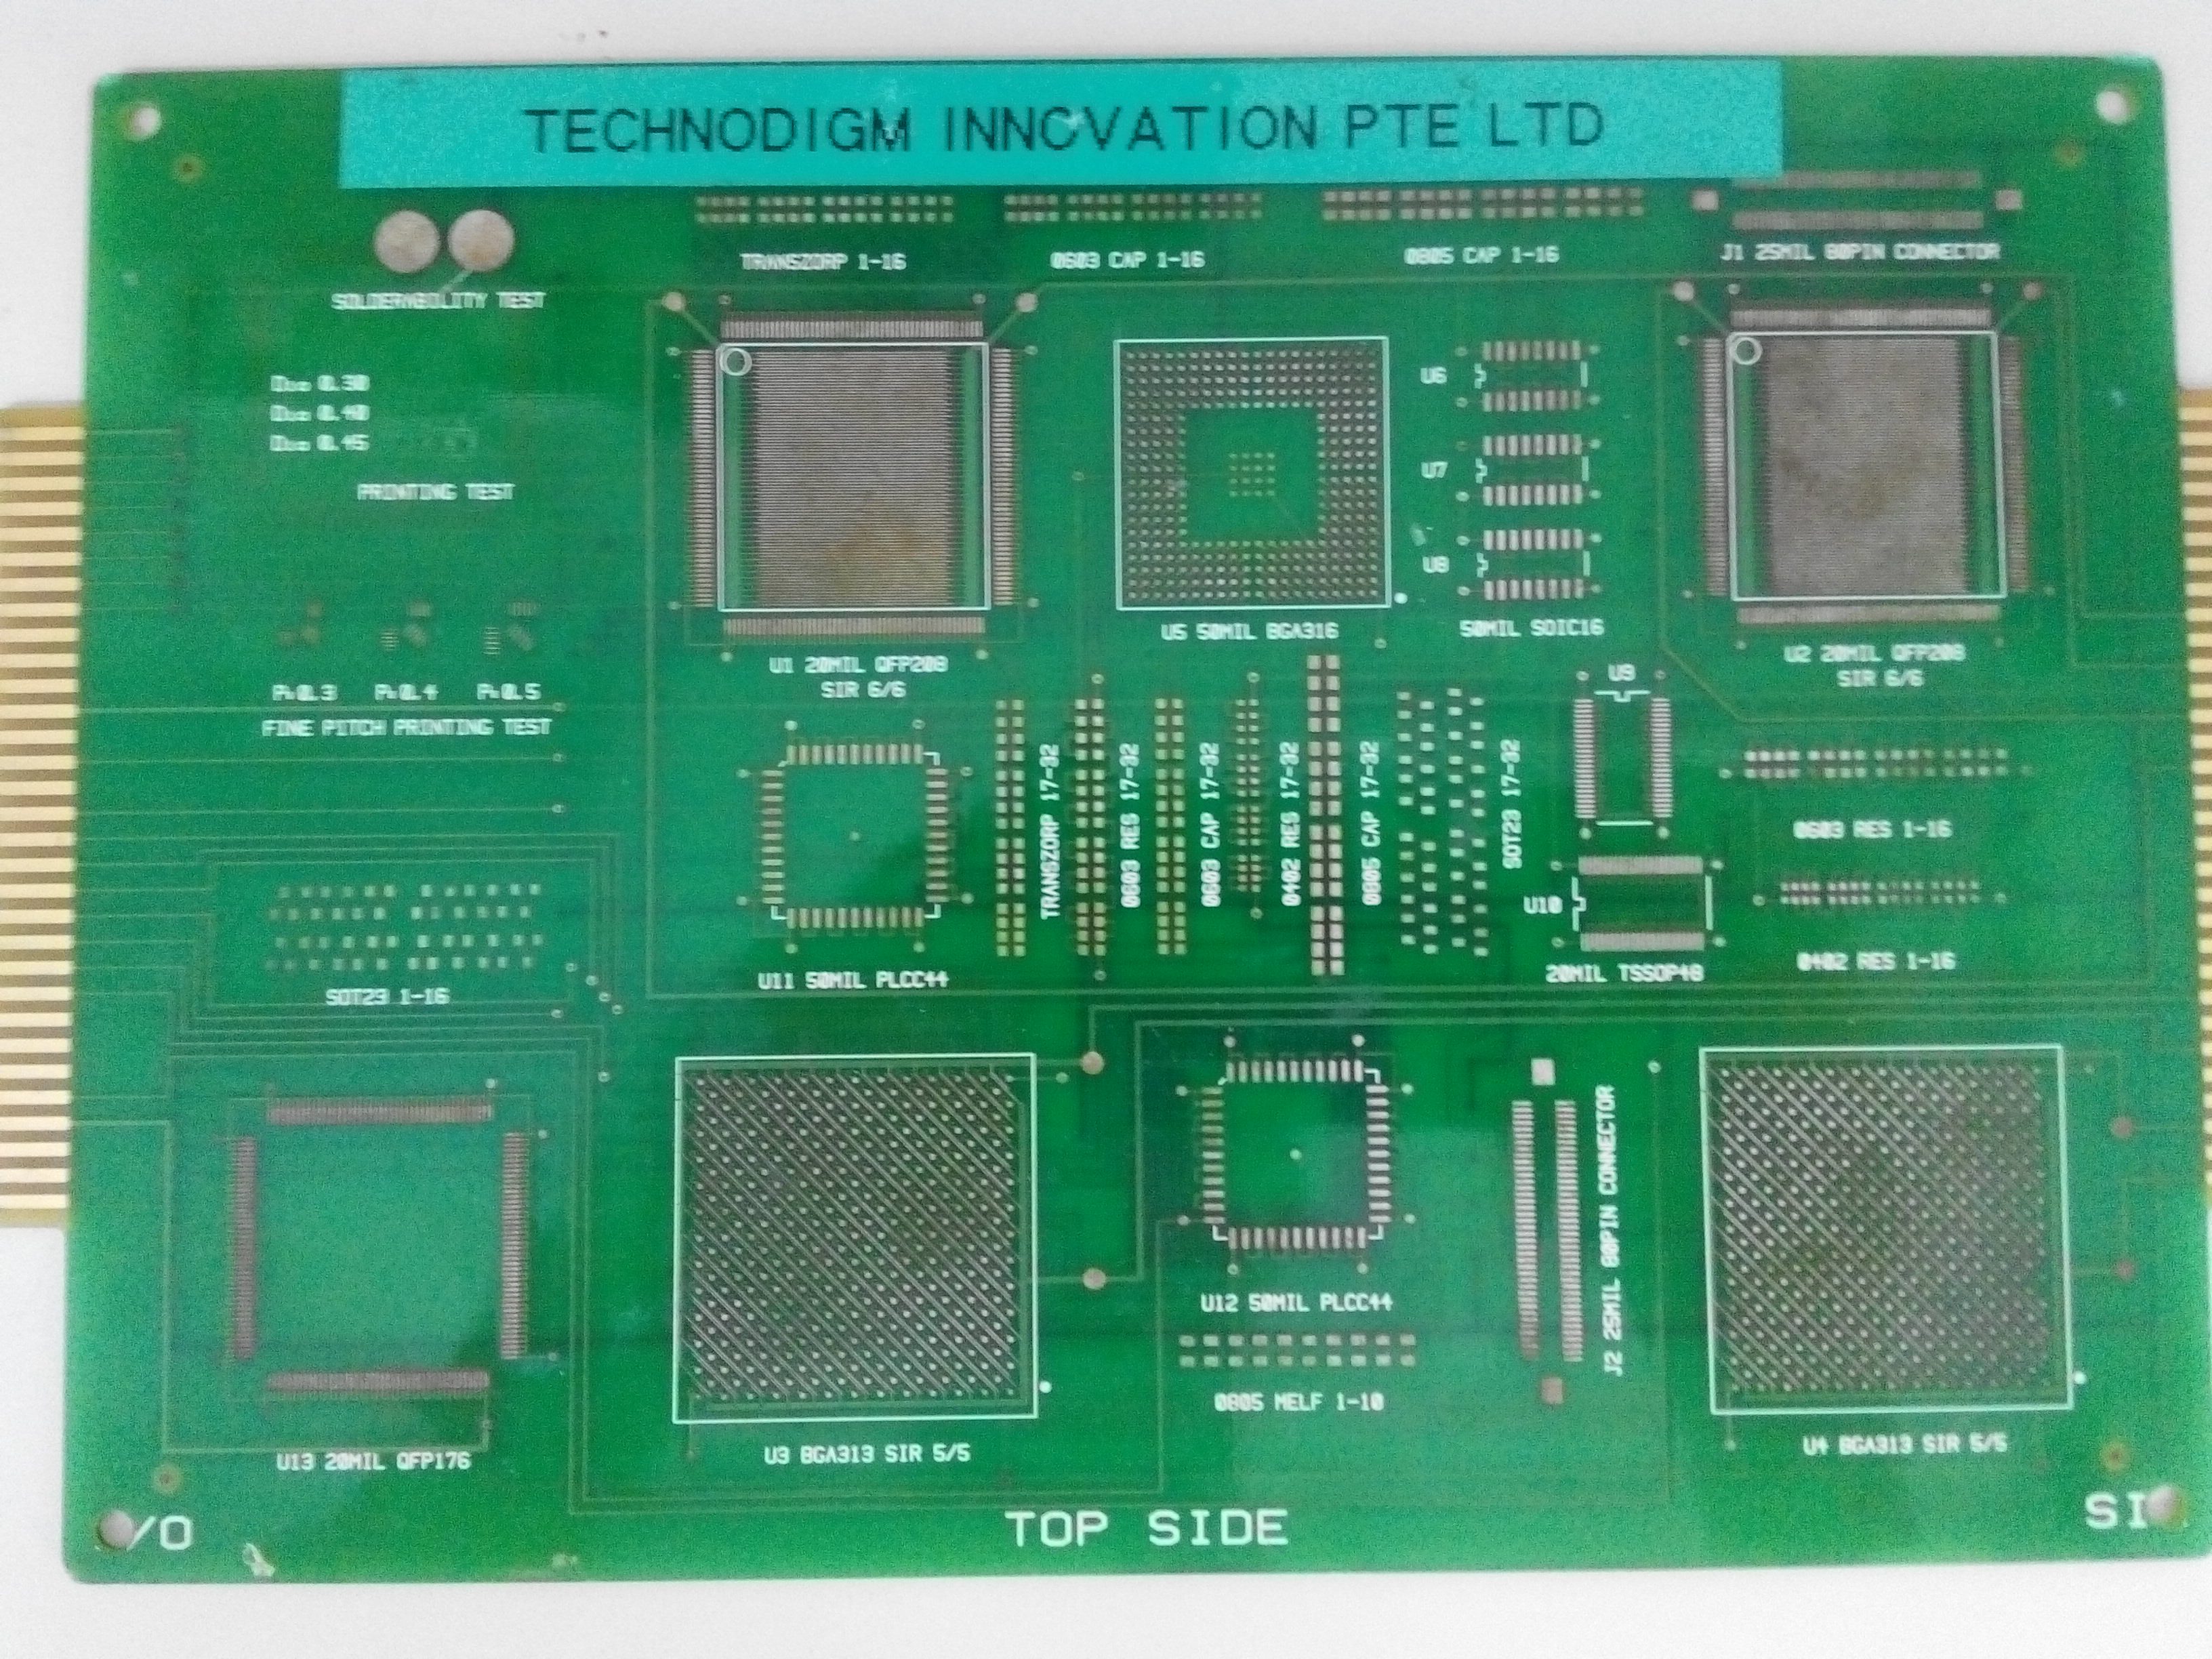 TECHNODIGM INNOVATION PTE LTD
TRANSZORP 1-16
0603 CAP 1-16
0805 CAP 1-16
J1 25MIL 80PIN CONNECTOR
SOLDERABOLITY TEST
Dia 0.30
Dia 0.40
Dia 0.45
PRINTING TEST
U6
U7
U8
U5 50MIL BGA316
50MIL SOIC16
U1 20MIL QFP208
SIR 6/6
U2 20MIL QFP208
SIR 6/6
P=0.3 P=0.4 P=0.5
FINE PITCH PRINTING TEST
U9
TRANSZORP 17-32
0603 RES 17-32
0603 CAP 17-32
0402 RES 17-32
0805 CAP 17-32
SOT23 17-32
0603 RES 1-16
U10
20MIL TSSOP48
0402 RES 1-16
U11 50MIL PLCC44
SOT23 1-16
U12 50MIL PLCC44
J2 25MIL 80PIN CONNECTOR
0805 MELF 1-10
U13 20MIL QFP176
U3 BGA313 SIR 5/5
U4 BGA313 SIR 5/5
/O
TOP SIDE
SI